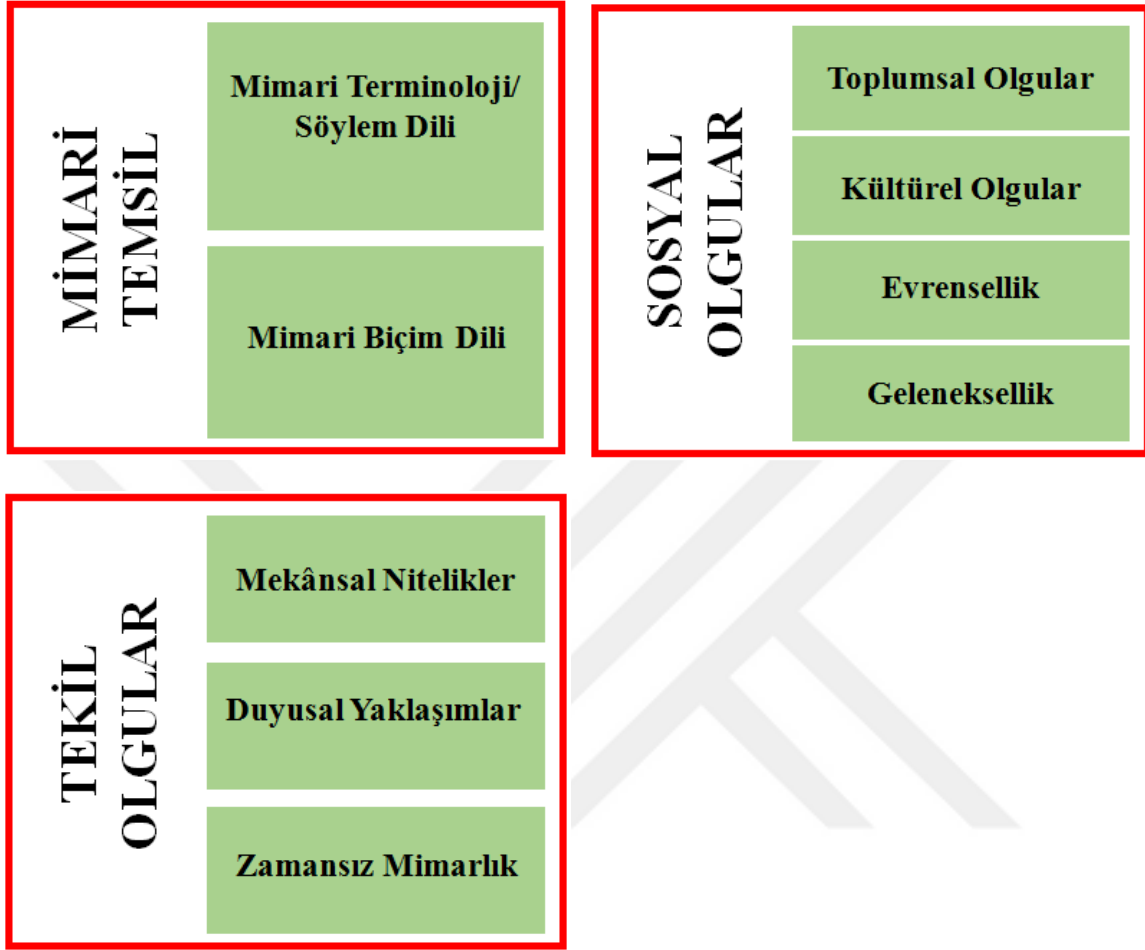 MİMARİ
TEMSİL
Mimari Terminoloji/
Söylem Dili
Mimari Biçim Dili
SOSYAL
OLGULAR
Toplumsal Olgular
Kültürel Olgular
Evrensellik
Geleneksellik
TEKİL
OLGULAR
Mekânsal Nitelikler
Duyusal Yaklaşımlar
Zamansız Mimarlık